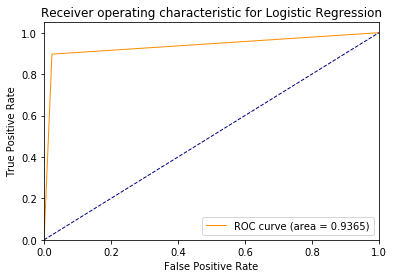 Receiver operating characteristic for Logistic Regression
True Positive Rate
1.0
0.8
0.6
0.4
0.2
0.0
ROC curve (area = 0.9365)
0.0 0.2 0.4 0.6 0.8 1.0
False Positive Rate